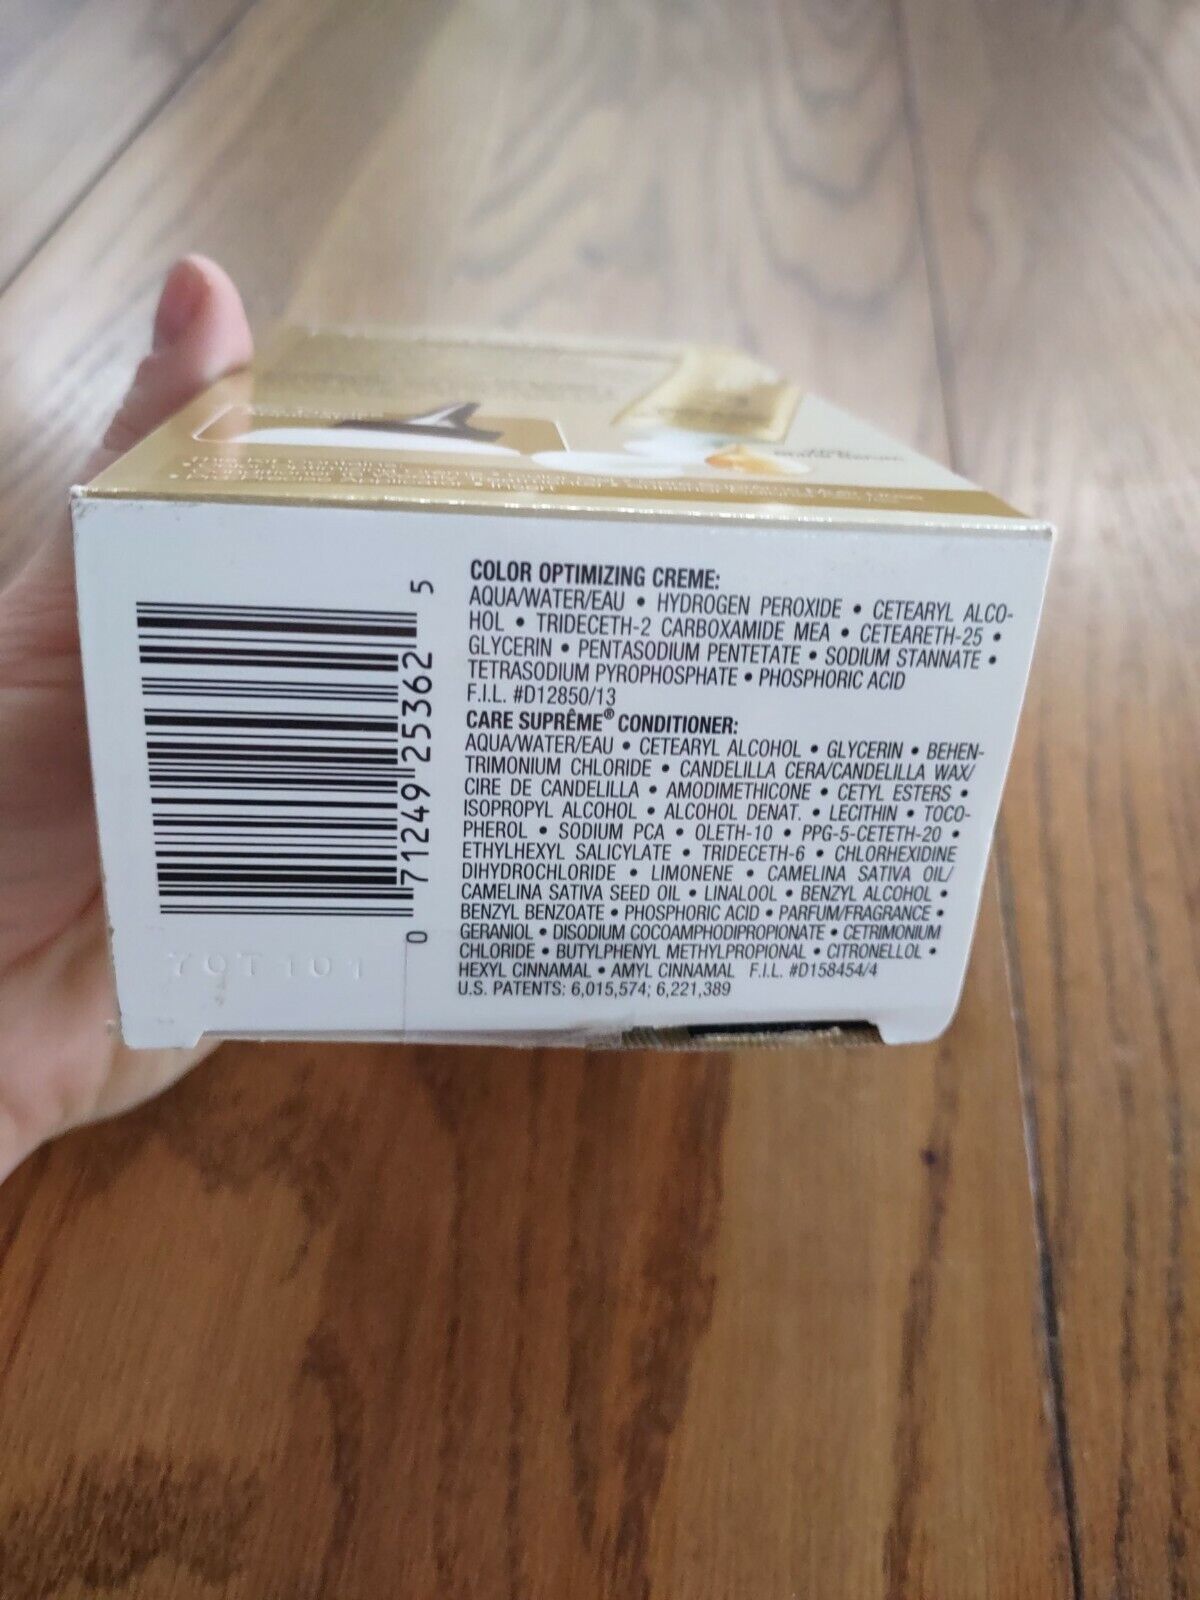 COLOR OPTIMIZING CREME:
AQUA/WATER/EAU • HYDROGEN PEROXIDE • CETEARYL ALCO-
HOL • TRIDECETH-2 CARBOXAMIDE MEA • CETEARETH-25 •
GLYCERIN • PENTASODIUM PENTETATE • SODIUM STANNATE •
TETRASODIUM PYROPHOSPHATE • PHOSPHORIC ACID
F.I.L. #D12850/13
CARE SUPRÊME® CONDITIONER:
AQUA/WATER/EAU • CETEARYL ALCOHOL • GLYCERIN • BEHEN-
TRIMONIUM CHLORIDE • CANDELILLA CERA/CANDELILLA WAX/
CIRE DE CANDELILLA • AMODIMETHICONE • CETYL ESTERS •
ISOPROPYL ALCOHOL • ALCOHOL DENAT. • LECITHIN • TOCO-
PHEROL • SODIUM PCA • OLETH-10 • PPG-5-CETETH-20 •
ETHYLHEXYL SALICYLATE • TRIDECETH-6 • CHLORHEXIDINE
DIHYDROCHLORIDE • LIMONENE • CAMELINA SATIVA OIL/
CAMELINA SATIVA SEED OIL • LINALOOL • BENZYL ALCOHOL •
BENZYL BENZOATE • PHOSPHORIC ACID • PARFUM/FRAGRANCE •
GERANIOL • DISODIUM COCOAMPHODIPROPIONATE • CETRIMONIUM
CHLORIDE • BUTYLPHENYL METHYLPROPIONAL • CITRONELLOL •
HEXYL CINNAMAL • AMYL CINNAMAL F.I.L. #D158454/4
U.S. PATENTS: 6,015,574; 6,221,389
0 71249 25362 5
70T101